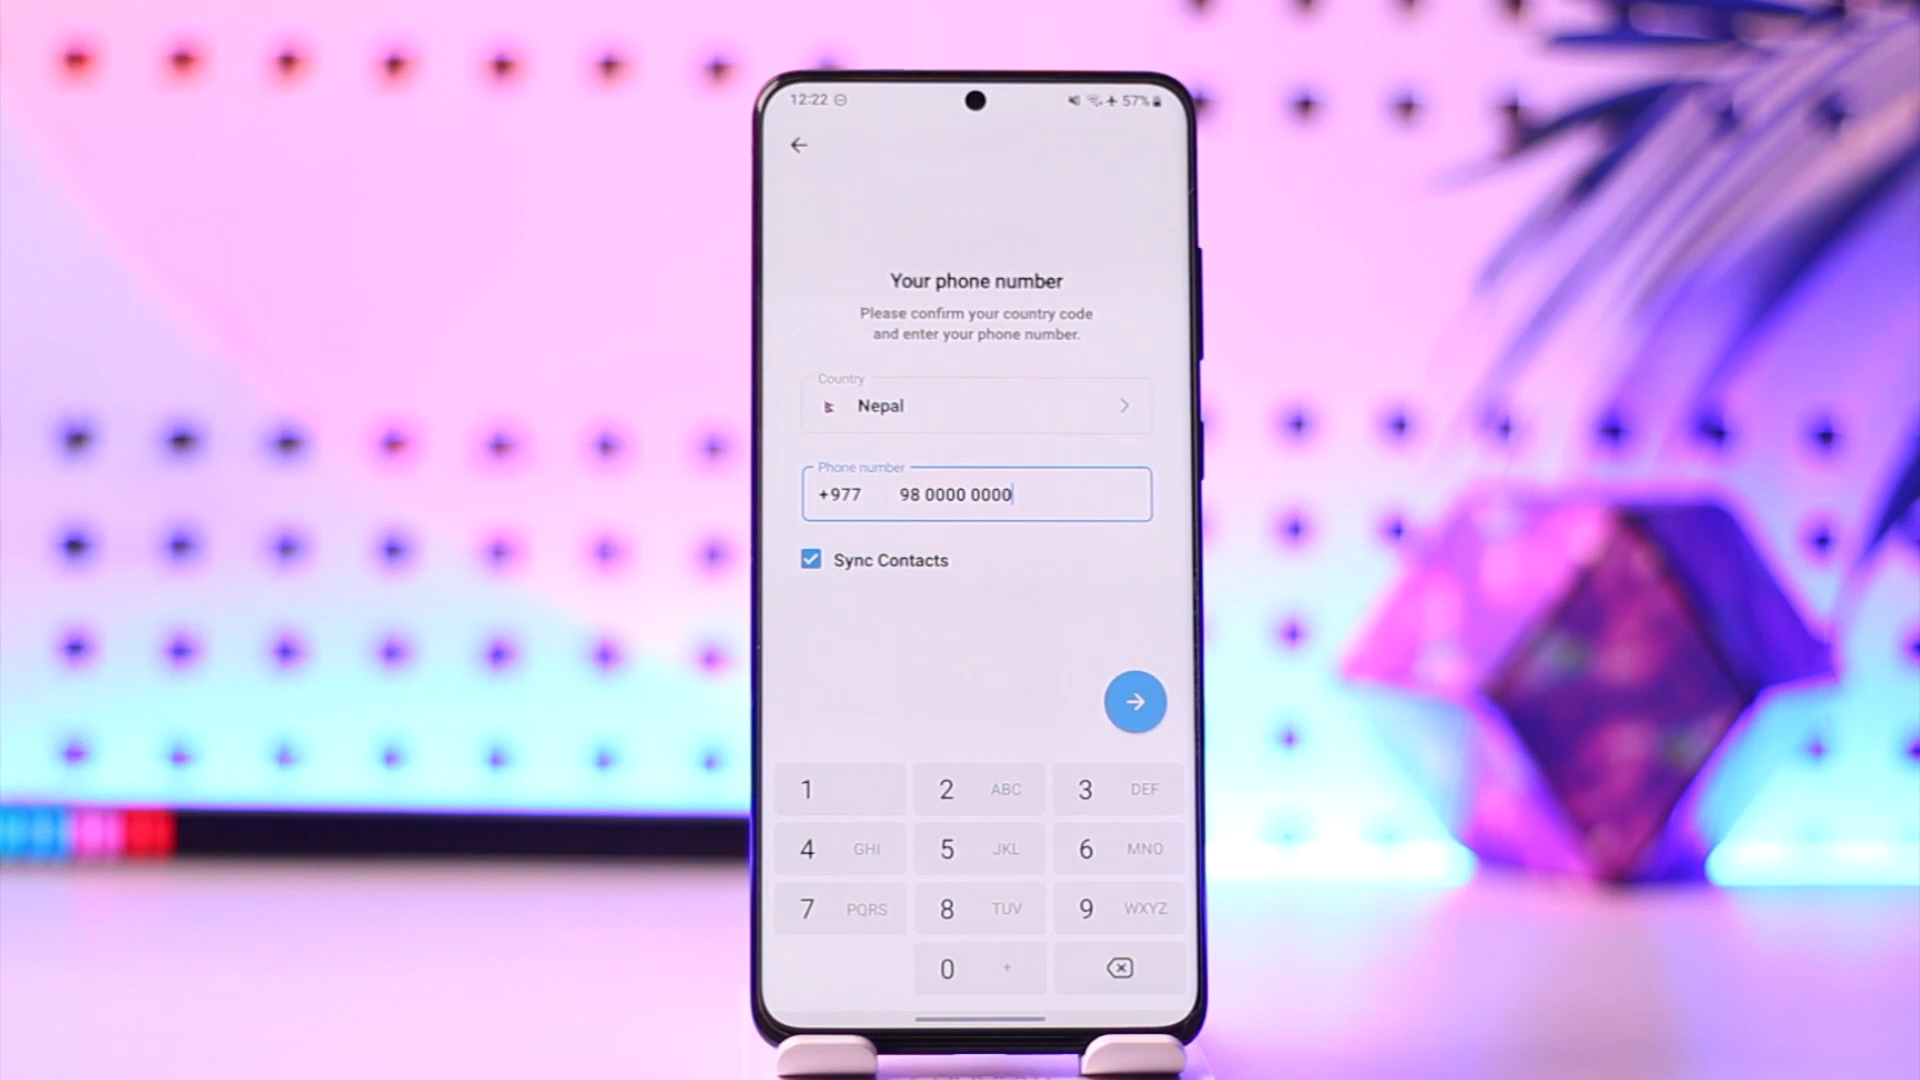 12:22 57%
Your phone number
Please confirm your country code
and enter your phone number.
Country
Nepal
Phone number
+977 98 0000 0000
Sync Contacts
1 2 ABC 3 DEF
4 GHI 5 JKL 6 MNO
7 PQRS 8 TUV 9 WXYZ
0 +